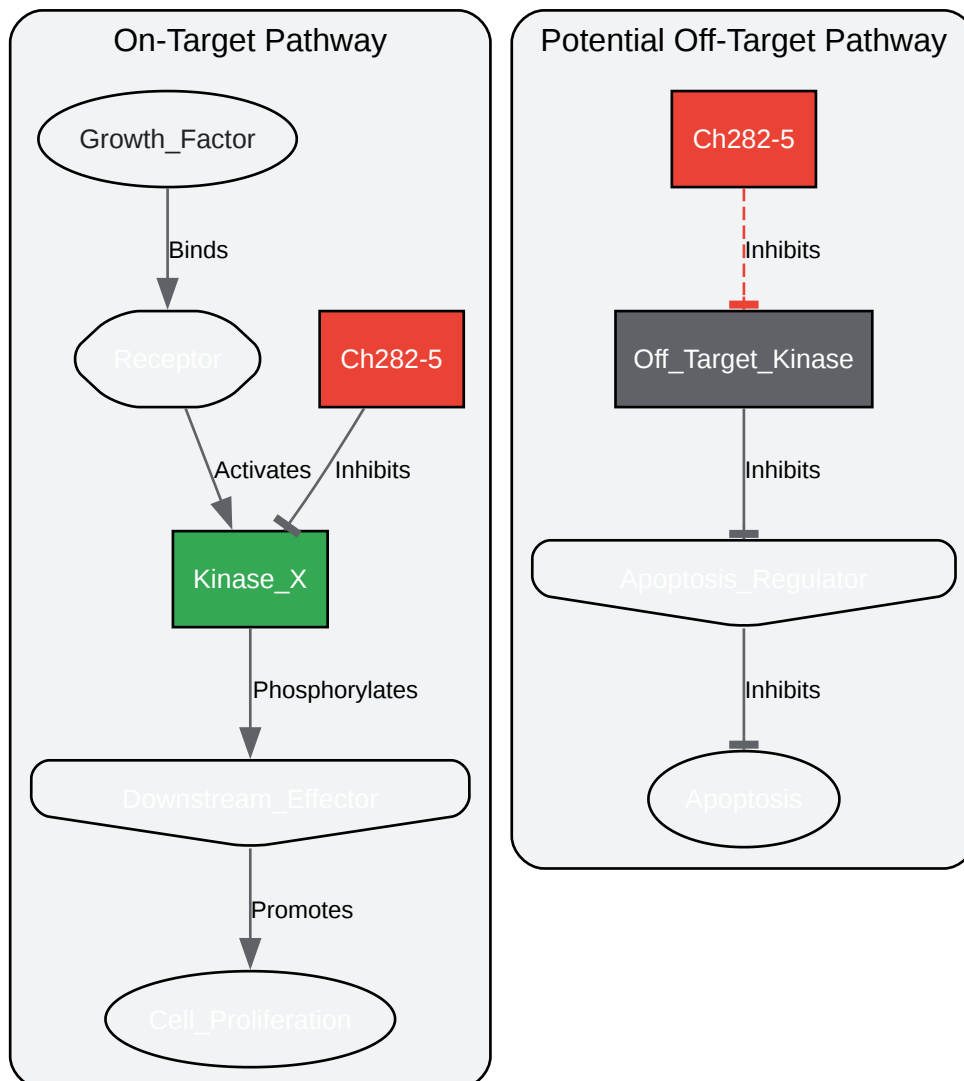 On-Target Pathway
Growth_Factor
Binds
Receptor
Ch282-5
Activates
Inhibits
Kinase_X
Phosphorylates
Downstream_Effector
Promotes
Cell_Proliferation
Potential Off-Target Pathway
Ch282-5
Inhibits
Off_Target_Kinase
Inhibits
Apoptosis_Regulator
Inhibits
Apoptosis